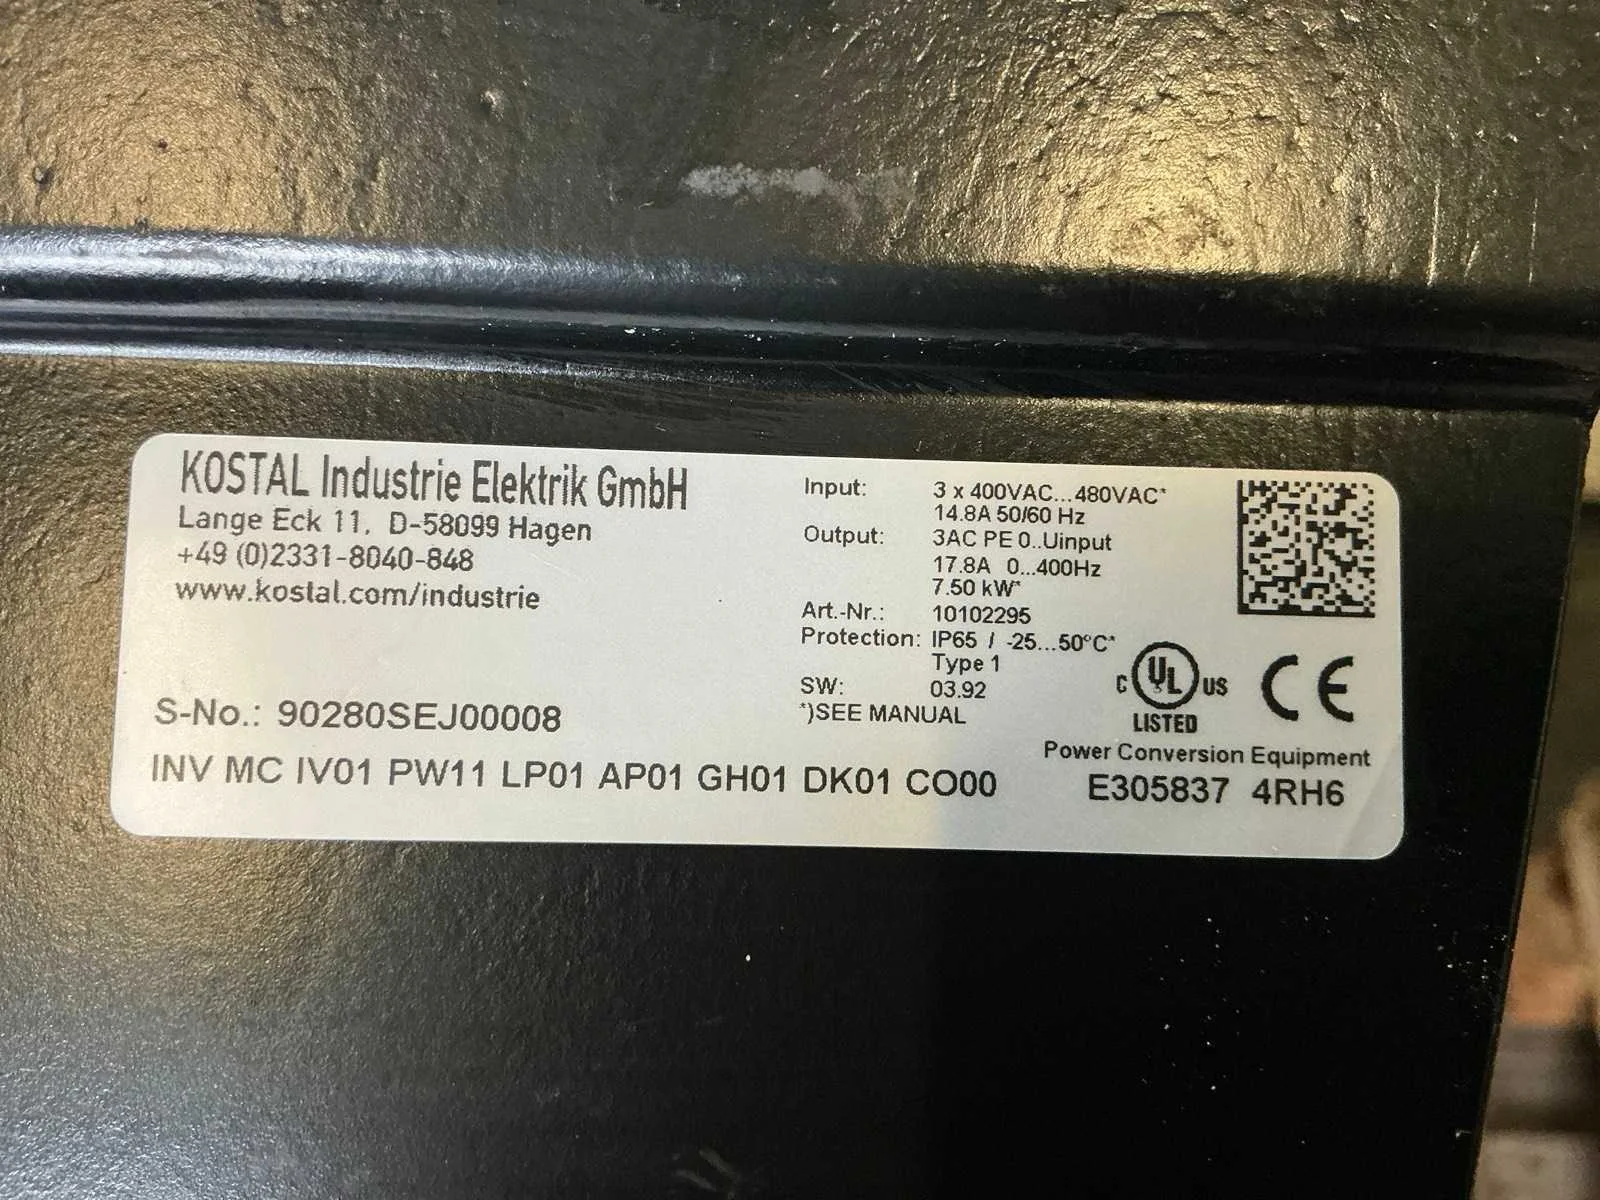 KOSTAL Industrie Elektrik GmbH
Lange Eck 11, D-58099 Hagen
+49 (0)2331-8040-848
www.kostal.com/industrie
S-No.: 90280SEJ00008
INV MC IV01 PW11 LP01 AP01 GH01 DK01 CO00
Input: 3 x 400VAC...480VAC*
14.8A 50/60 Hz
Output: 3AC PE 0..Uinput
17.8A 0...400Hz
7.50 kW*
Art.-Nr.: 10102295
Protection: IP65 / -25...50°C*
Type 1
SW: 03.92
*)SEE MANUAL
C UL US
LISTED
CE
Power Conversion Equipment
E305837 4RH6